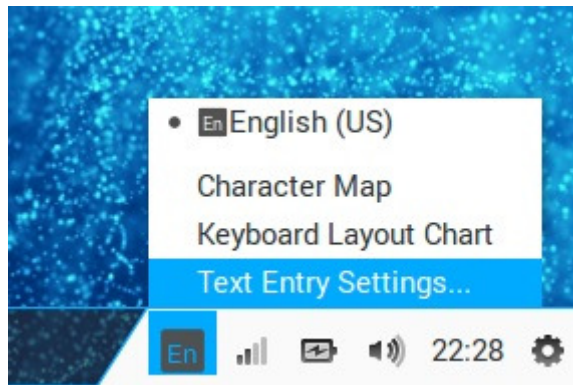 En English (US)
Character Map
Keyboard Layout Chart
Text Entry Settings...
En 22:28